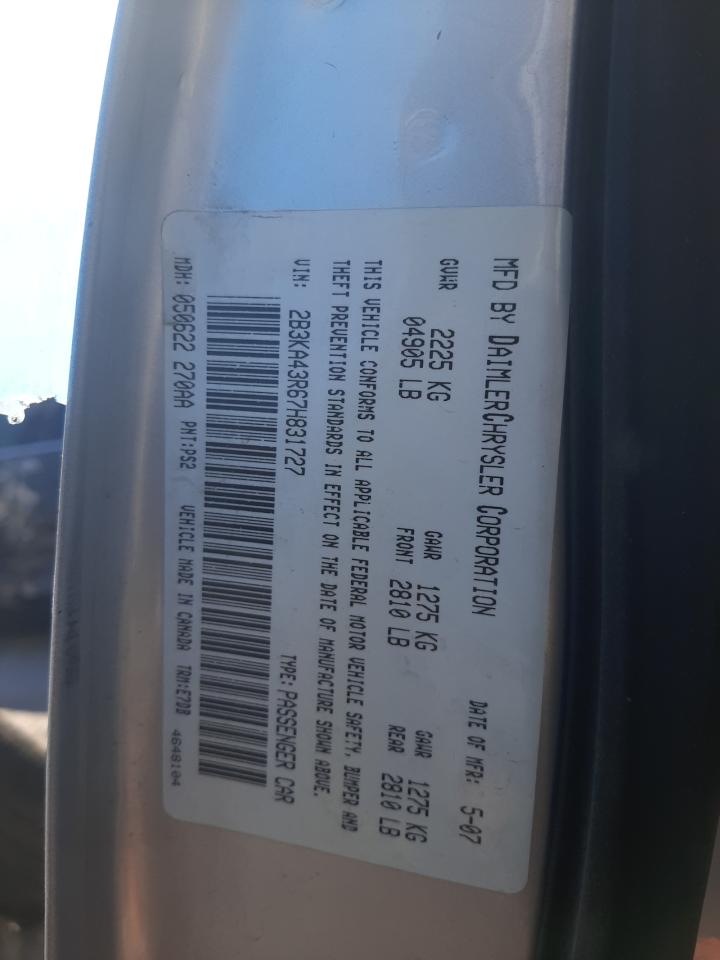 MFD BY DAIMLERCHRYSLER CORPORATION
DATE OF MFR: 5-07
GVWR
2225 KG
04905 LB
GAWR
FRONT
1275 KG
2810 LB
GAWR
REAR
1275 KG
2810 LB
THIS VEHICLE CONFORMS TO ALL APPLICABLE FEDERAL MOTOR VEHICLE SAFETY, BUMPER AND
THEFT PREVENTION STANDARDS IN EFFECT ON THE DATE OF MANUFACTURE SHOWN ABOVE.
VIN: 2B3KA43R67H831727 TYPE: PASSENGER CAR
MDH: 050622 270AA PNT:PS2 VEHICLE MADE IN CANADA TRM:E7DB 4648104